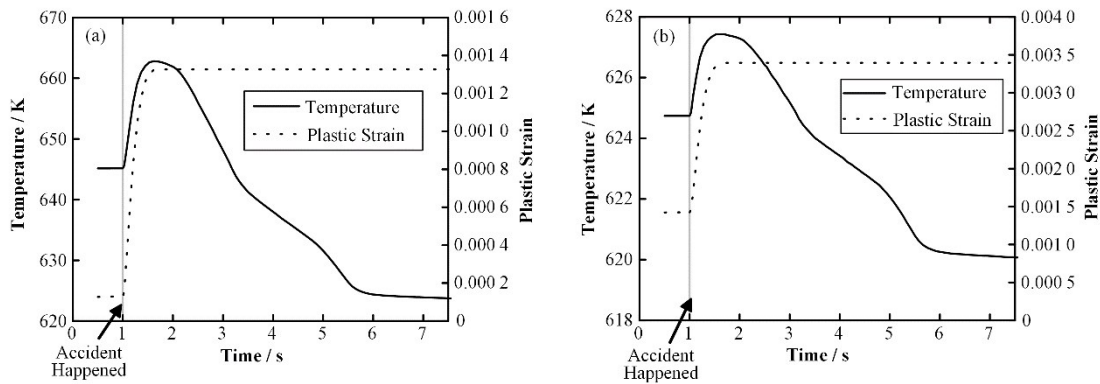 (a)
Temperature / K
670
660
650
640
630
620
Temperature
Plastic Strain
0.001 6
0.001 4
0.001 2
0.001 0
0.000 8
0.000 6
0.000 4
0.000 2
0
Plastic Strain
0 1 2 3 4 5 6 7
Time / s
Accident
Happened
(b)
Temperature / K
628
626
624
622
620
618
Temperature
Plastic Strain
0.004 0
0.003 5
0.003 0
0.002 5
0.002 0
0.001 5
0.001 0
0.000 5
0
Plastic Strain
0 1 2 3 4 5 6 7
Time / s
Accident
Happened